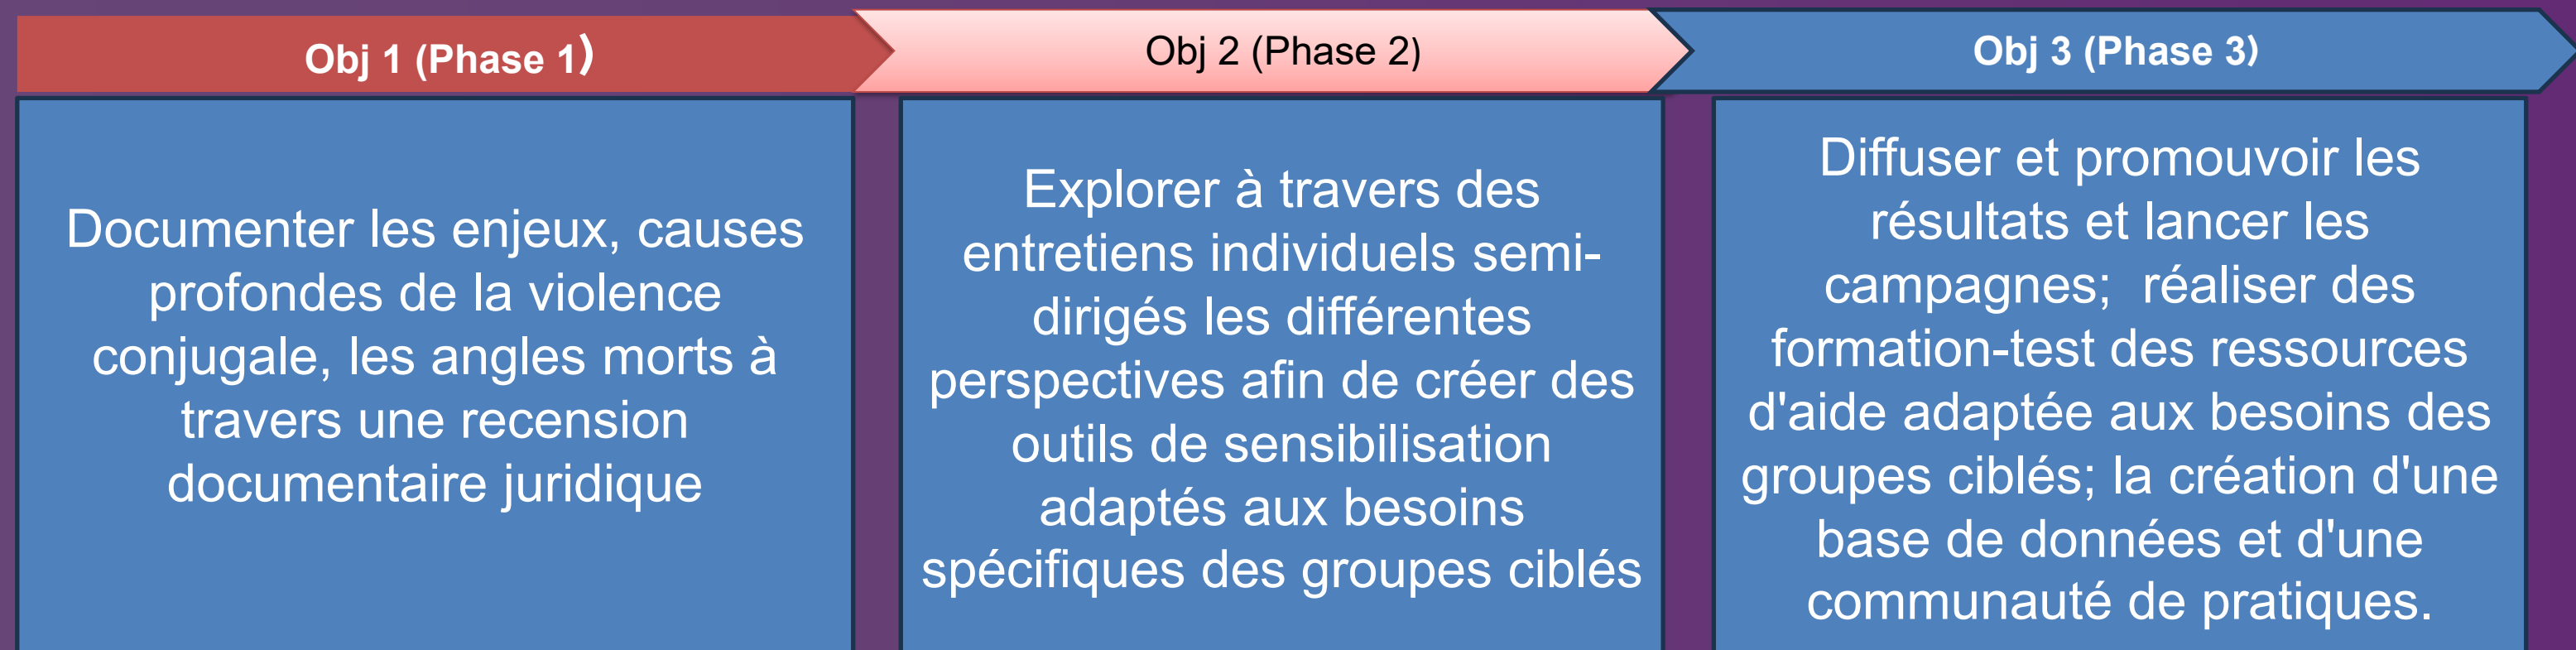 Obj 1 (Phase 1)
Documenter les enjeux, causes
profondes de la violence
conjugale, les angles morts à
travers une recension
documentaire juridique
Obj 2 (Phase 2)
Explorer à travers des
entretiens individuels semi-
dirigés les différentes
perspectives afin de créer des
outils de sensibilisation
adaptés aux besoins
spécifiques des groupes ciblés
Obj 3 (Phase 3)
Diffuser et promouvoir les
résultats et lancer les
campagnes;  réaliser des
formation-test des ressources
d'aide adaptée aux besoins des
groupes ciblés; la création d'une
base de données et d'une
communauté de pratiques.